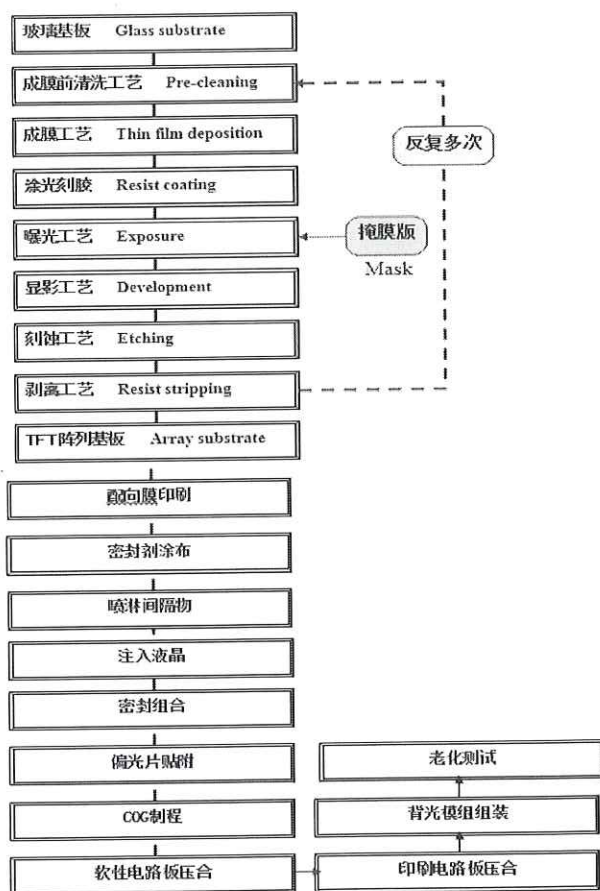 玻璃基板 Glass substrate
成膜前清洗工艺 Pre-cleaning
成膜工艺 Thin film deposition
反复多次
涂光刻胶 Resist coating
曝光工艺 Exposure
掩膜版
Mask
显影工艺 Development
刻蚀工艺 Etching
剥离工艺 Resist stripping
TFT阵列基板 Array substrate
配向膜印刷
密封剂涂布
喷淋间隔物
注入液晶
密封组合
偏光片贴附
老化测试
COG制程
背光模组组装
软性电路板压合
印刷电路板压合